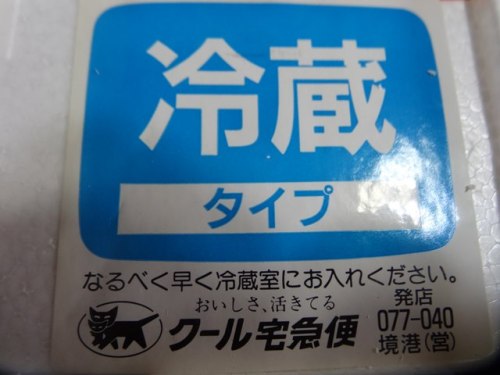 冷蔵
タイプ
なるべく早く冷蔵室にお入れください。
おいしさ、活きてる
クール宅急便
発店
077-040
境港(営)